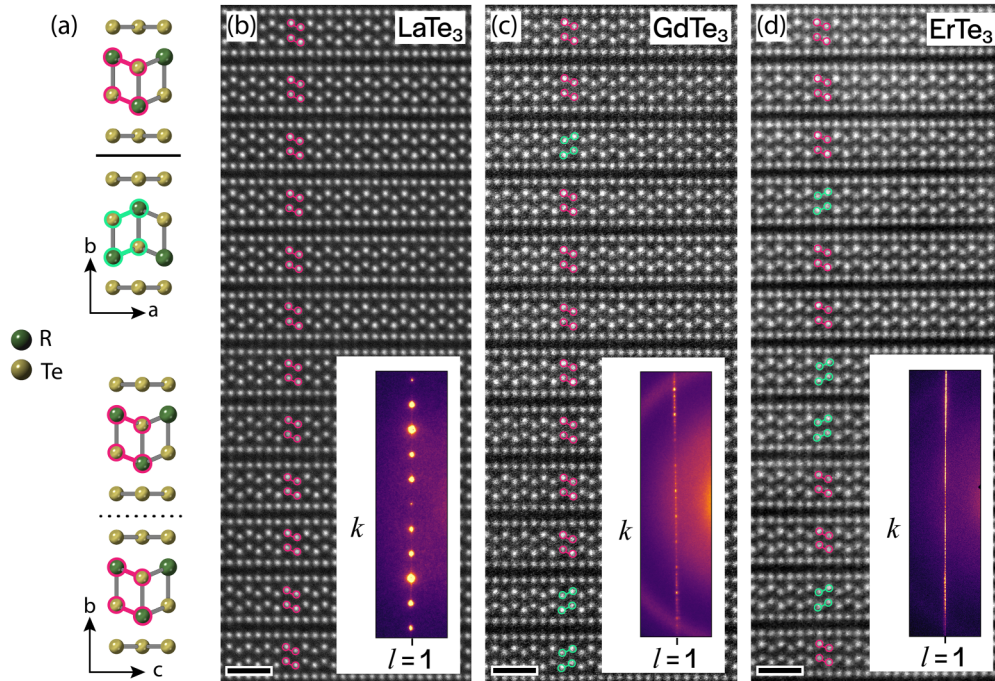 (a)
b
a
R
Te
b
c
(b)
LaTe₃
k
l = 1
(c)
GdTe₃
k
l = 1
(d)
ErTe₃
k
l = 1